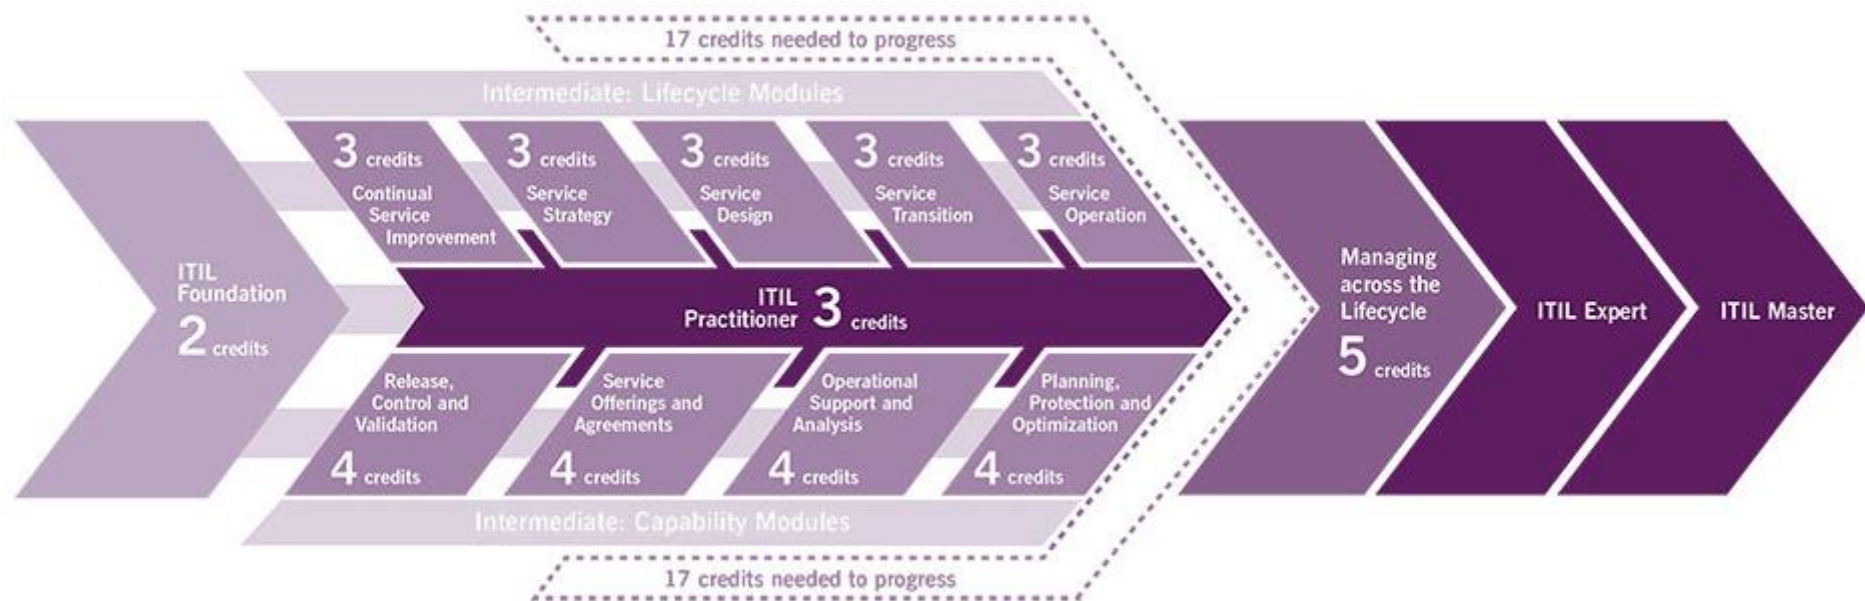 17 credits needed to progress
Intermediate: Lifecycle Modules
3 credits
Continual
Service
Improvement
3 credits
Service
Strategy
3 credits
Service
Design
3 credits
Service
Transition
3 credits
Service
Operation
ITIL
Foundation
2 credits
ITIL
Practitioner 3 credits
Release,
Control and
Validation
4 credits
Service
Offerings and
Agreements
4 credits
Operational
Support and
Analysis
4 credits
Planning,
Protection and
Optimization
4 credits
Intermediate: Capability Modules
17 credits needed to progress
Managing
across the
Lifecycle
5 credits
ITIL Expert
ITIL Master